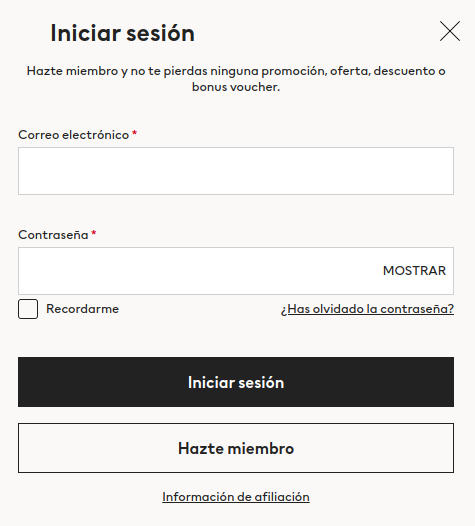 Iniciar sesión
Hazte miembro y no te pierdas ninguna promoción, oferta, descuento o
bonus voucher.
Correo electrónico *
Contraseña *
MOSTRAR
Recordarme
¿Has olvidado la contraseña?
Iniciar sesión
Hazte miembro
Información de afiliación